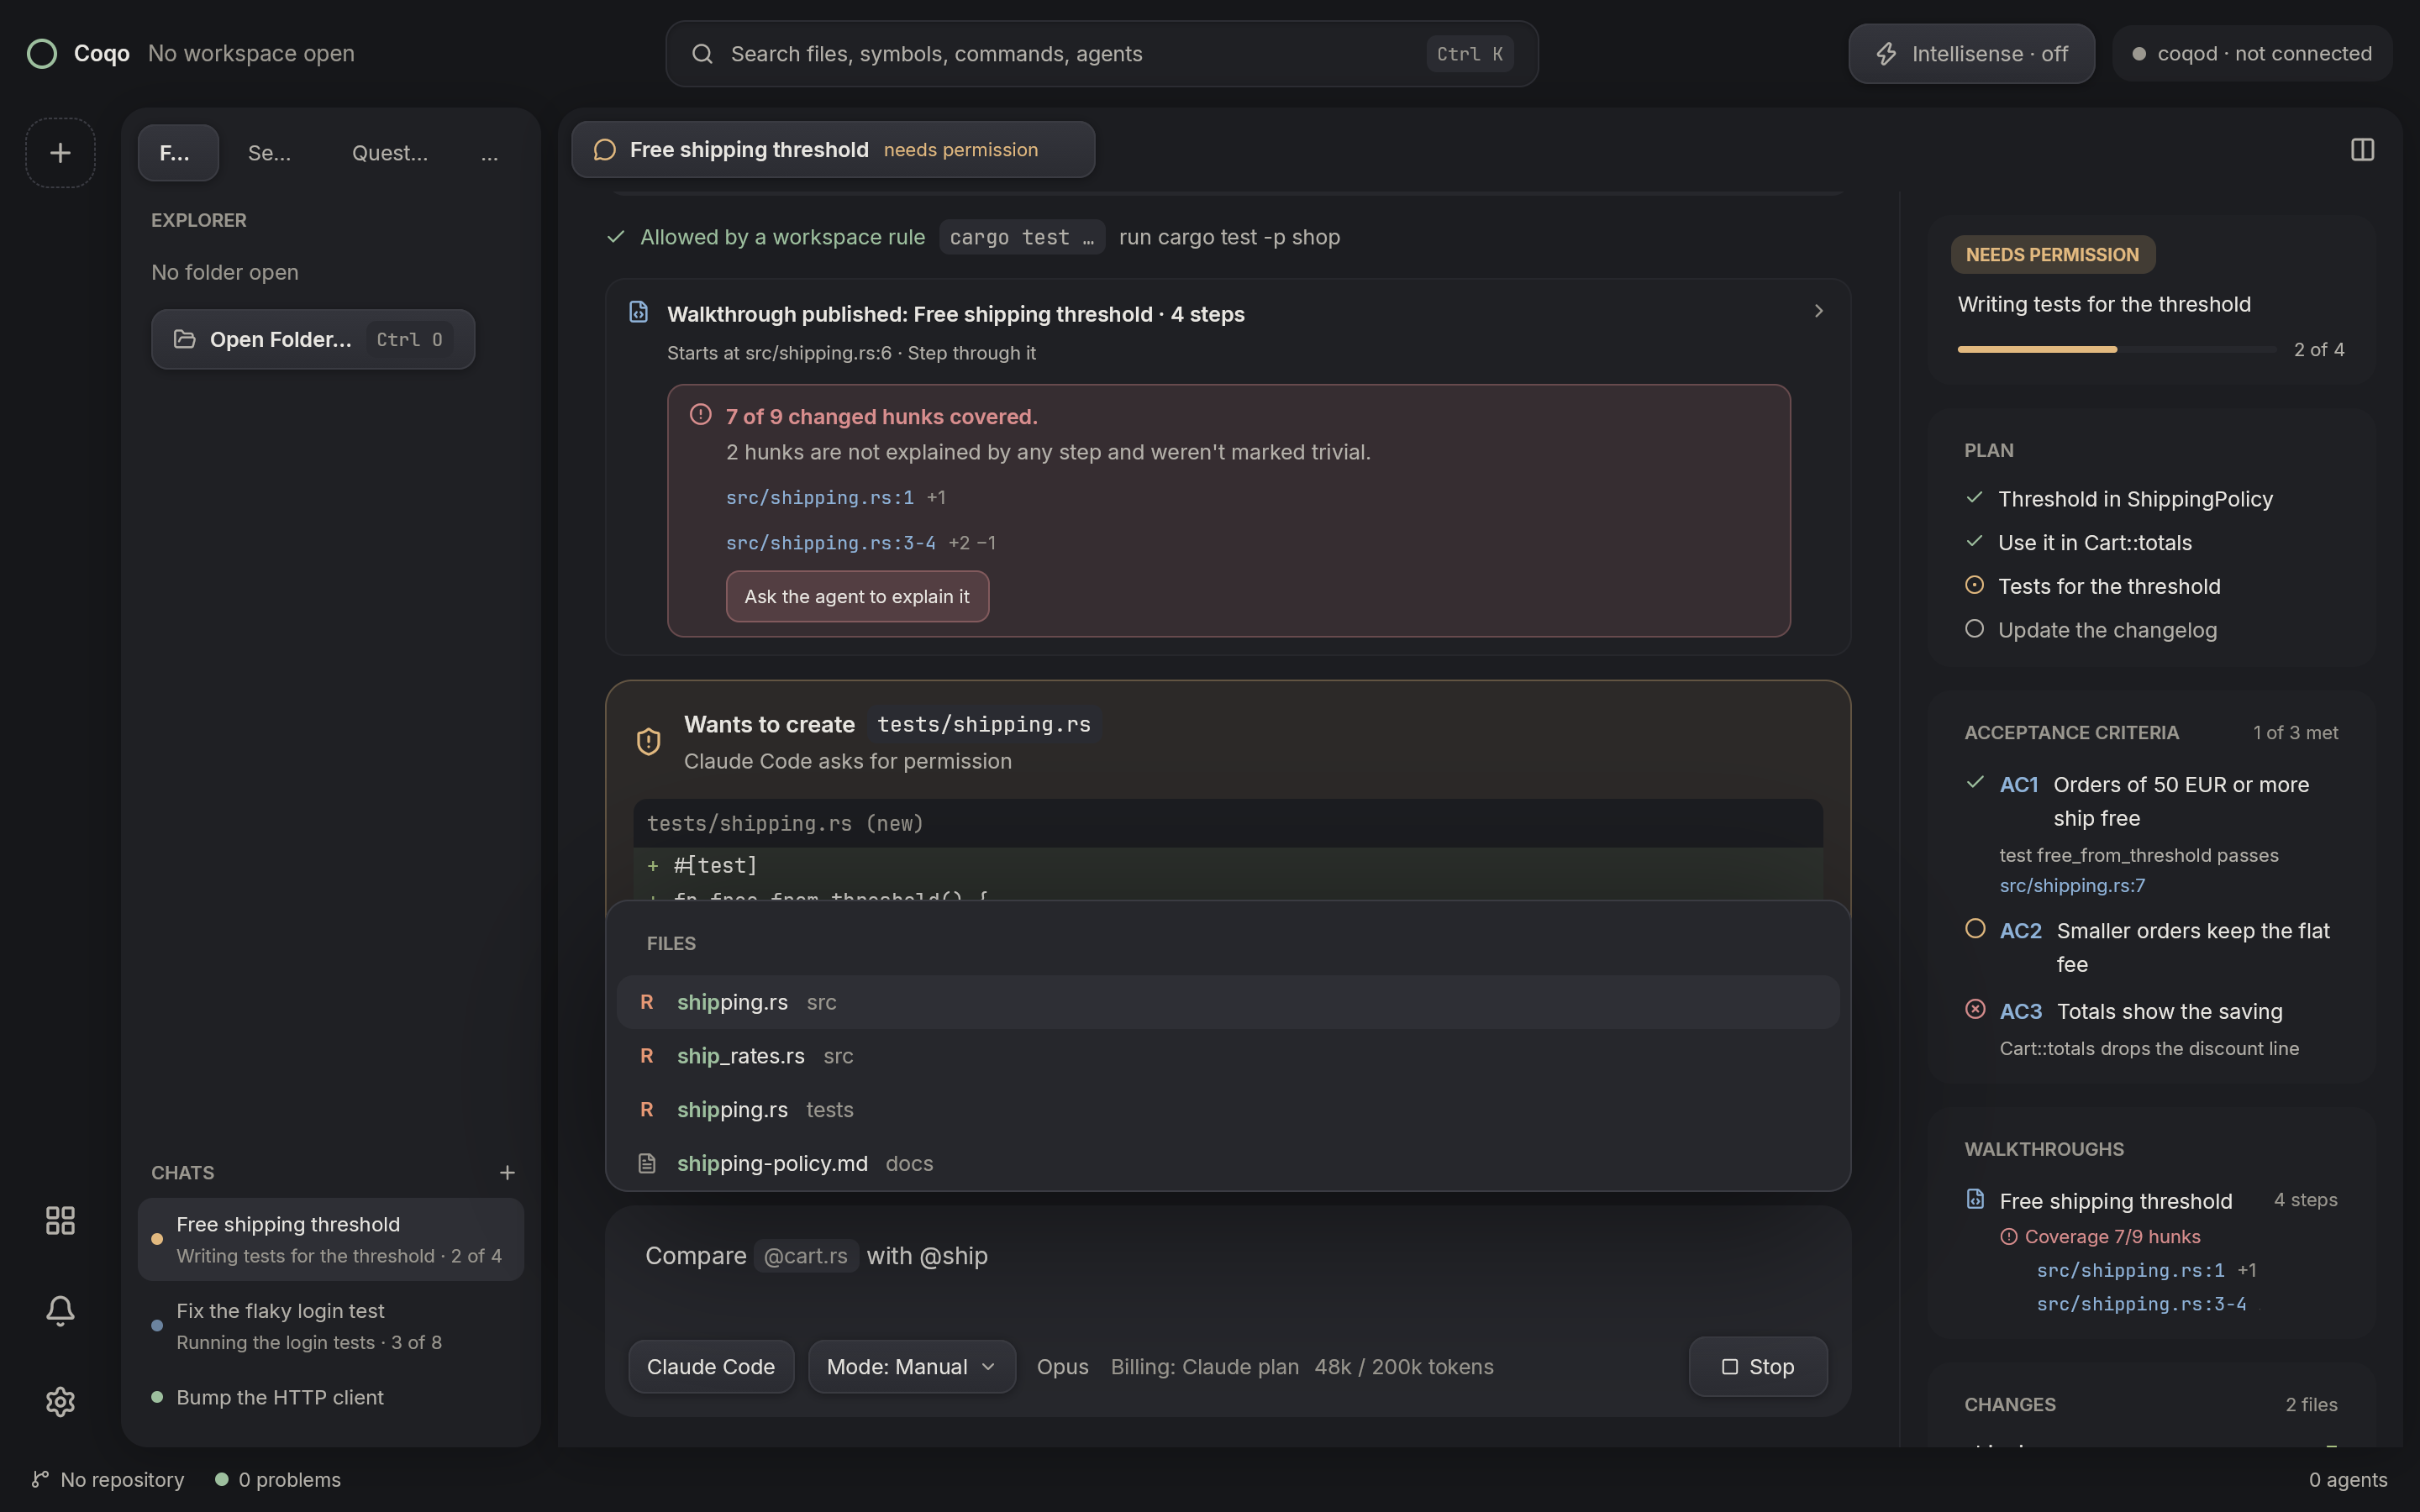 Coqo No workspace open
Search files, symbols, commands, agents Ctrl K
Intellisense · off
coqod · not connected
F... Se... Quest... ...
EXPLORER
No folder open
Open Folder... Ctrl O
CHATS
Free shipping threshold
Writing tests for the threshold · 2 of 4
Fix the flaky login test
Running the login tests · 3 of 8
Bump the HTTP client
Free shipping threshold needs permission
Allowed by a workspace rule cargo test … run cargo test -p shop
Walkthrough published: Free shipping threshold · 4 steps
Starts at src/shipping.rs:6 · Step through it
7 of 9 changed hunks covered.
2 hunks are not explained by any step and weren't marked trivial.
src/shipping.rs:1 +1
src/shipping.rs:3-4 +2 −1
Ask the agent to explain it
Wants to create tests/shipping.rs
Claude Code asks for permission
tests/shipping.rs (new)
+ #[test]
+ fn free_from_threshold() {
FILES
R shipping.rs src
R ship_rates.rs src
R shipping.rs tests
shipping-policy.md docs
Compare @cart.rs with @ship
Claude Code Mode: Manual Opus Billing: Claude plan 48k / 200k tokens Stop
NEEDS PERMISSION
Writing tests for the threshold
2 of 4
PLAN
Threshold in ShippingPolicy
Use it in Cart::totals
Tests for the threshold
Update the changelog
ACCEPTANCE CRITERIA 1 of 3 met
AC1 Orders of 50 EUR or more
ship free
test free_from_threshold passes
src/shipping.rs:7
AC2 Smaller orders keep the flat
fee
AC3 Totals show the saving
Cart::totals drops the discount line
WALKTHROUGHS
Free shipping threshold 4 steps
Coverage 7/9 hunks
src/shipping.rs:1 +1
src/shipping.rs:3-4
CHANGES 2 files
No repository 0 problems
0 agents